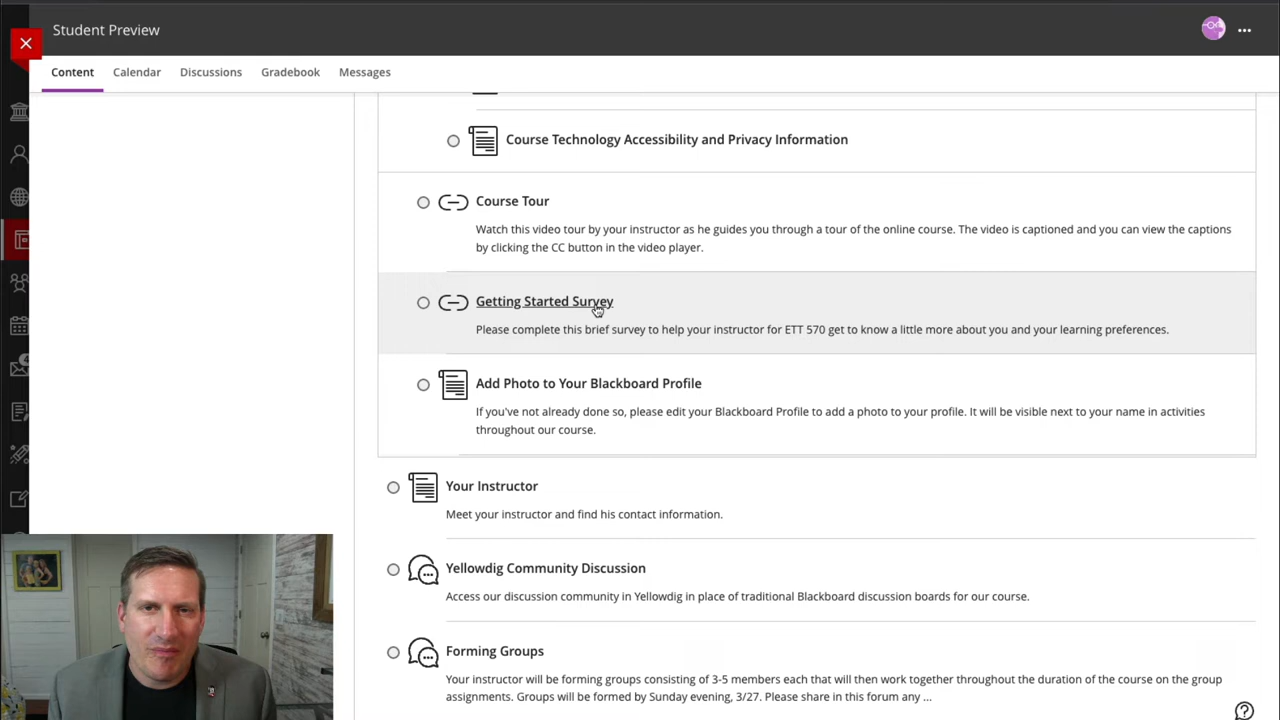 Student Preview
Content
Calendar
Discussions
Gradebook
Messages
Course Technology Accessibility and Privacy Information
Course Tour
Watch this video tour by your instructor as he guides you through a tour of the online course. The video is captioned and you can view the captions
by clicking the CC button in the video player.
Getting Started Survey
Please complete this brief survey to help your instructor for ETT 570 get to know a little more about you and your learning preferences.
Add Photo to Your Blackboard Profile
If you've not already done so, please edit your Blackboard Profile to add a photo to your profile. It will be visible next to your name in activities
throughout our course.
Your Instructor
Meet your instructor and find his contact information.
Yellowdig Community Discussion
Access our discussion community in Yellowdig in place of traditional Blackboard discussion boards for our course.
Forming Groups
Your instructor will be forming groups consisting of 3-5 members each that will then work together throughout the duration of the course on the group
assignments. Groups will be formed by Sunday evening, 3/27. Please share in this forum any ...